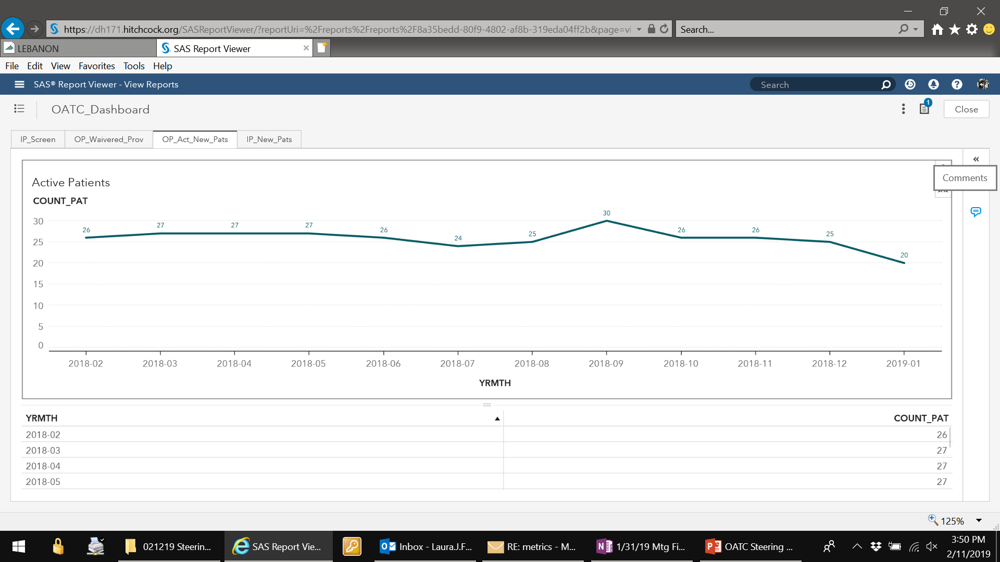 https://dh171.hitchcock.org/SASReportViewer/?reportUri=%2Freports%2Freports%2F8a35bedd-80f9-4802-af8b-319eda04ff2b&page=vi
Search...
LEBANON
SAS Report Viewer
File Edit View Favorites Tools Help
SAS® Report Viewer - View Reports
Search
OATC_Dashboard
1
Close
IP_Screen OP_Waivered_Prov OP_Act_New_Pats IP_New_Pats
Comments
Active Patients
COUNT_PAT
30
25
20
15
10
5
0
26 27 27 27 26 24 25 30 26 26 25 20
2018-02 2018-03 2018-04 2018-05 2018-06 2018-07 2018-08 2018-09 2018-10 2018-11 2018-12 2019-01
YRMTH
YRMTH COUNT_PAT
2018-02 26
2018-03 27
2018-04 27
2018-05 27
125%
021219 Steerin...
SAS Report Vie...
Inbox - Laura.J.F...
RE: metrics - M...
1/31/19 Mtg Fi...
OATC Steering ...
3:50 PM
2/11/2019